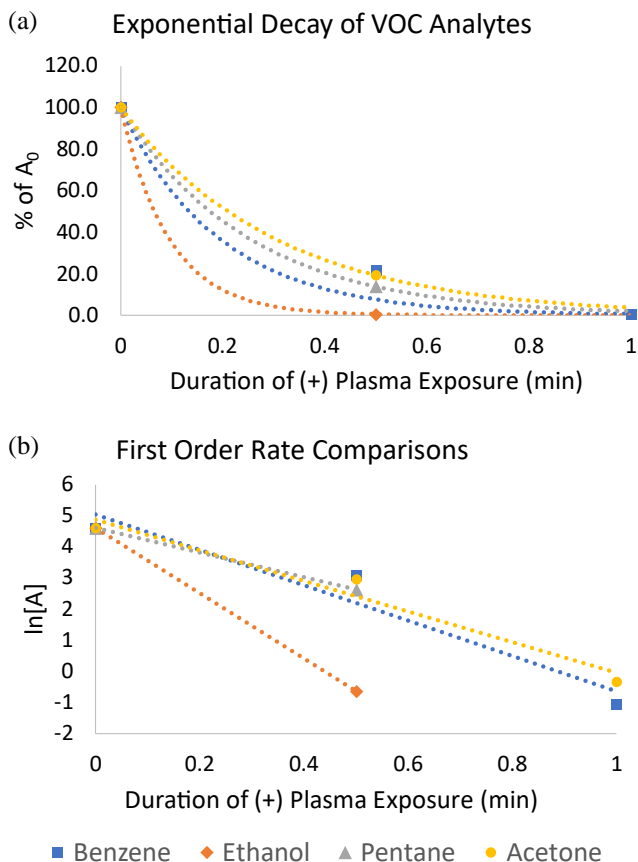 (a) Exponential Decay of VOC Analytes
120.0
100.0
80.0
60.0
40.0
20.0
0.0
% of A₀
0 0.2 0.4 0.6 0.8 1
Duration of (+) Plasma Exposure (min)
(b) First Order Rate Comparisons
6
5
4
3
2
1
0
-1
-2
ln[A]
0 0.2 0.4 0.6 0.8 1
Duration of (+) Plasma Exposure (min)
Benzene Ethanol Pentane Acetone